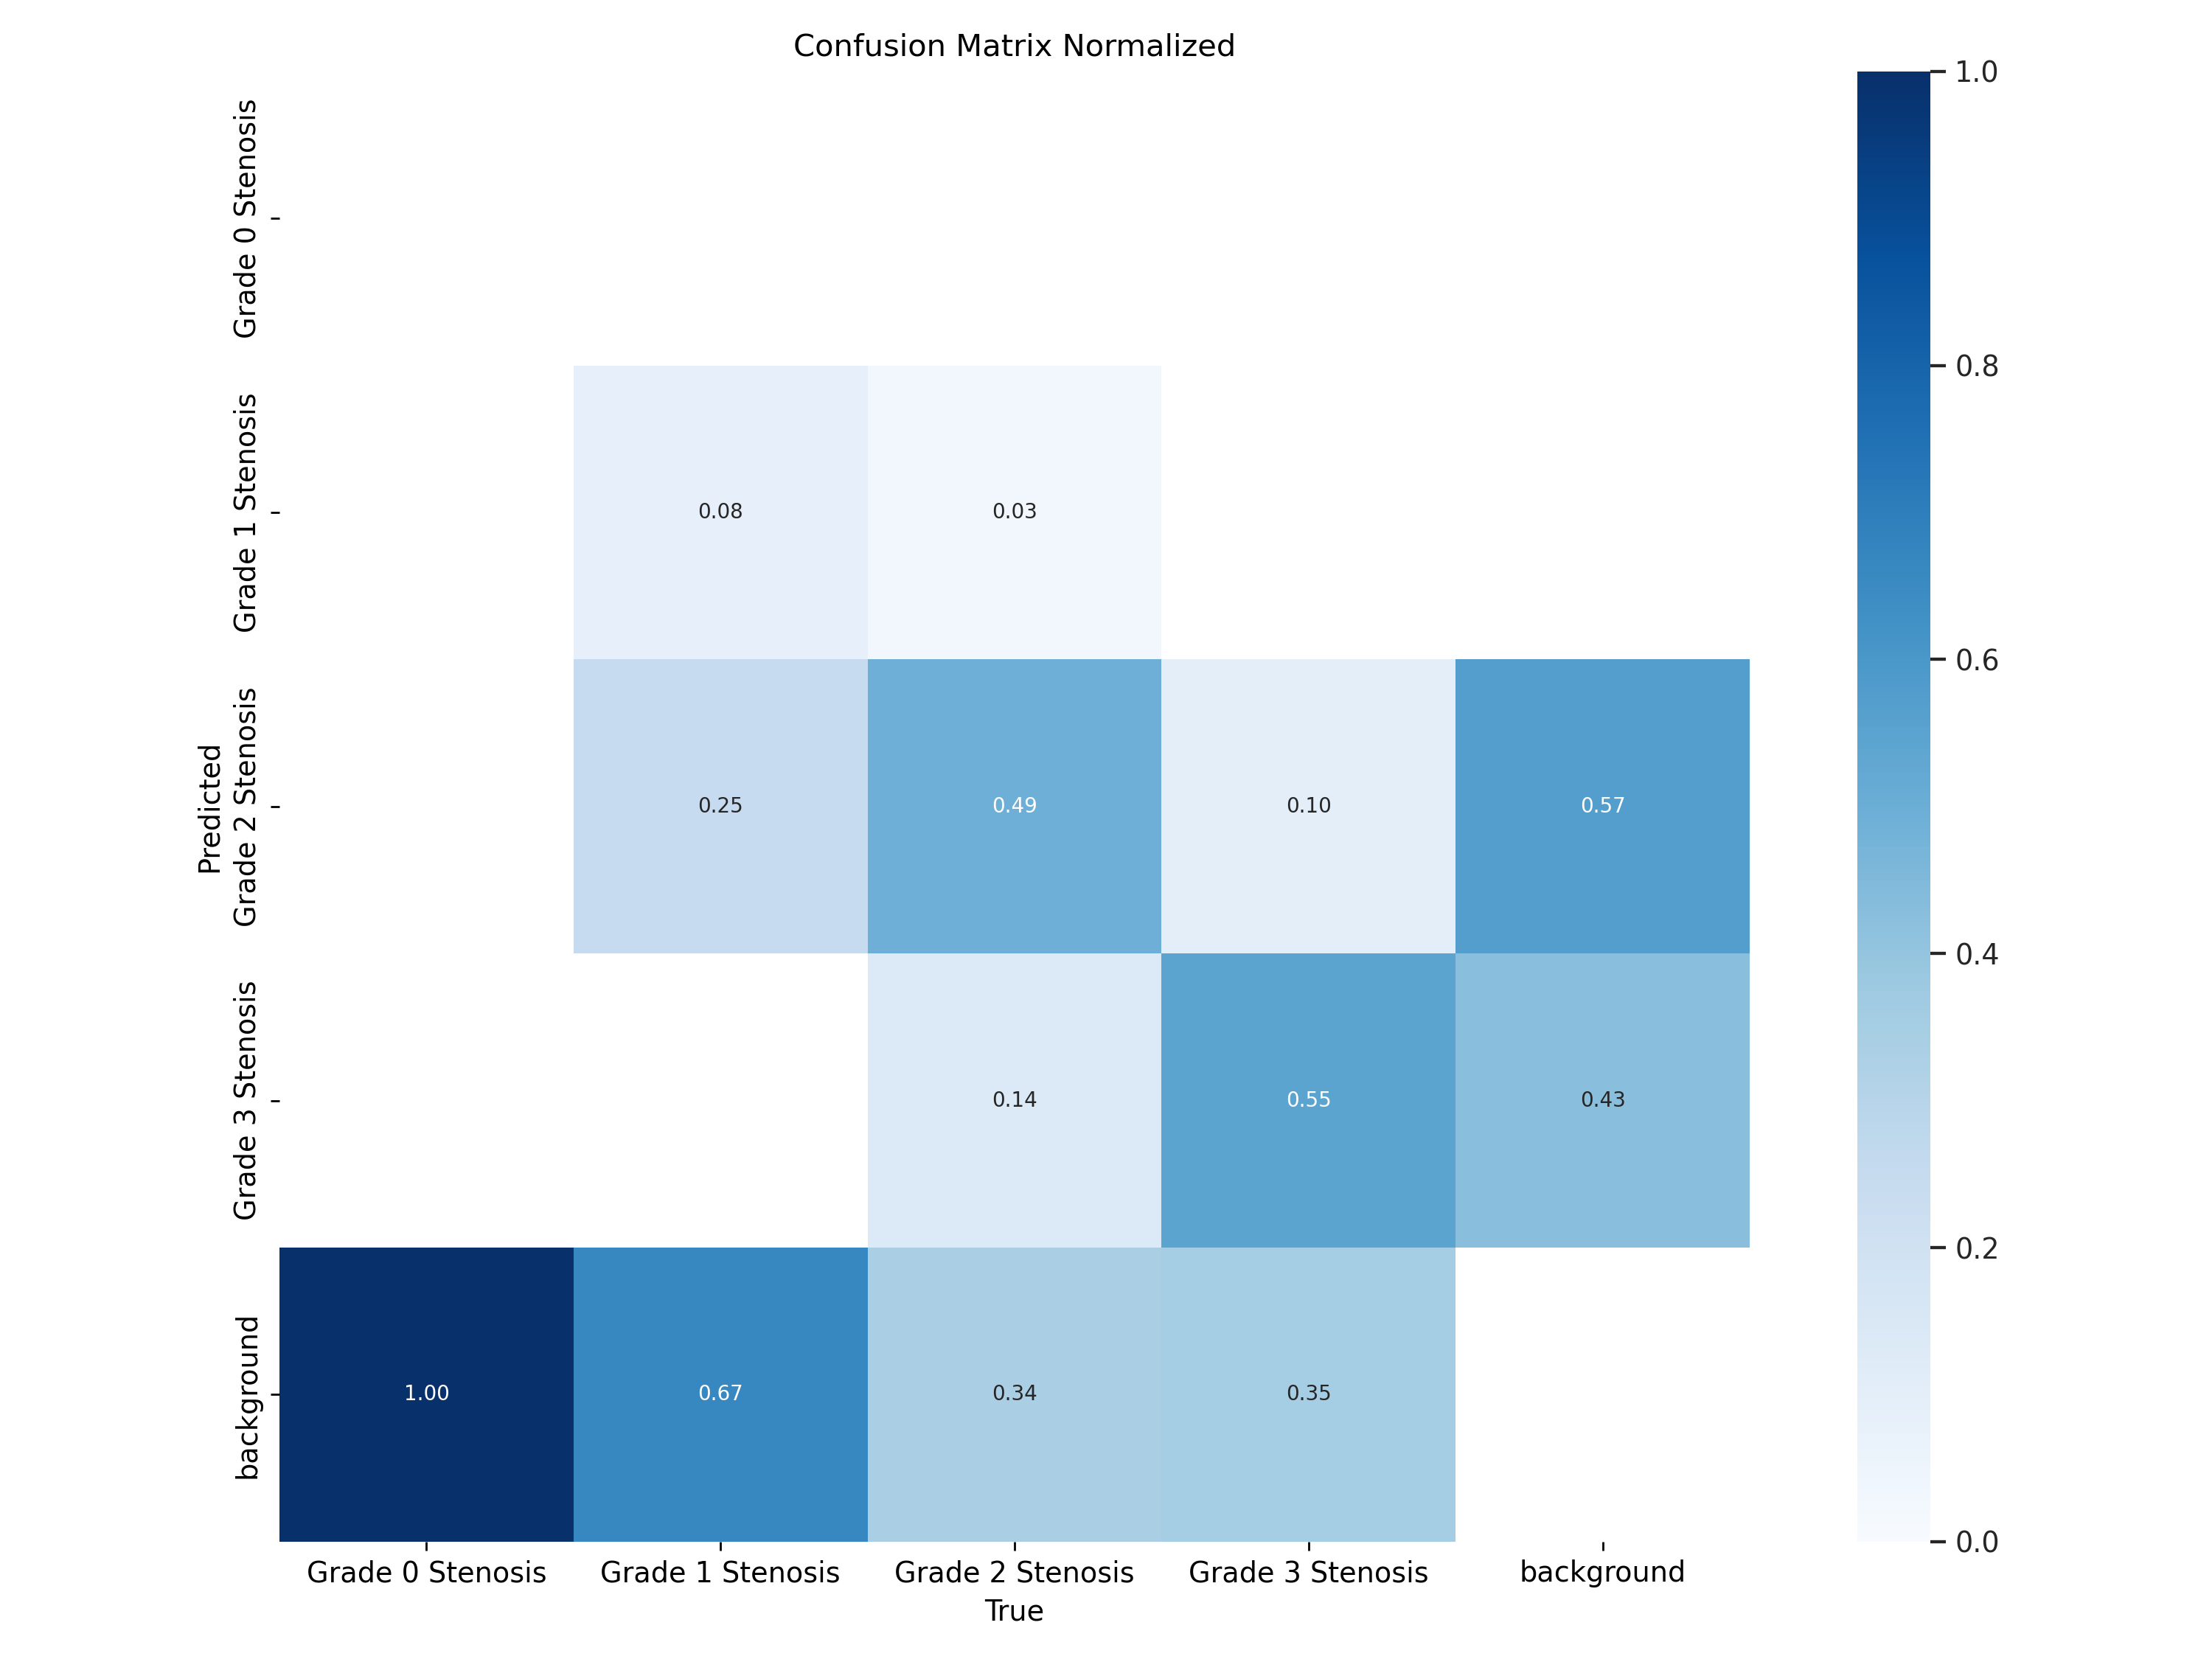 Confusion Matrix Normalized
Predicted
Grade 0 Stenosis
Grade 1 Stenosis
0.08 0.03
Grade 2 Stenosis
0.25 0.49 0.10 0.57
Grade 3 Stenosis
0.14 0.55 0.43
background
1.00 0.67 0.34 0.35
Grade 0 Stenosis Grade 1 Stenosis Grade 2 Stenosis Grade 3 Stenosis background
True
1.0
0.8
0.6
0.4
0.2
0.0